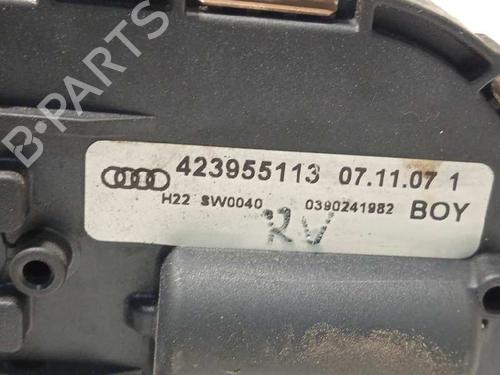 423955113 07.11.07 1
H22 SW0040 0390241982 BOY
RV
B-PARTS